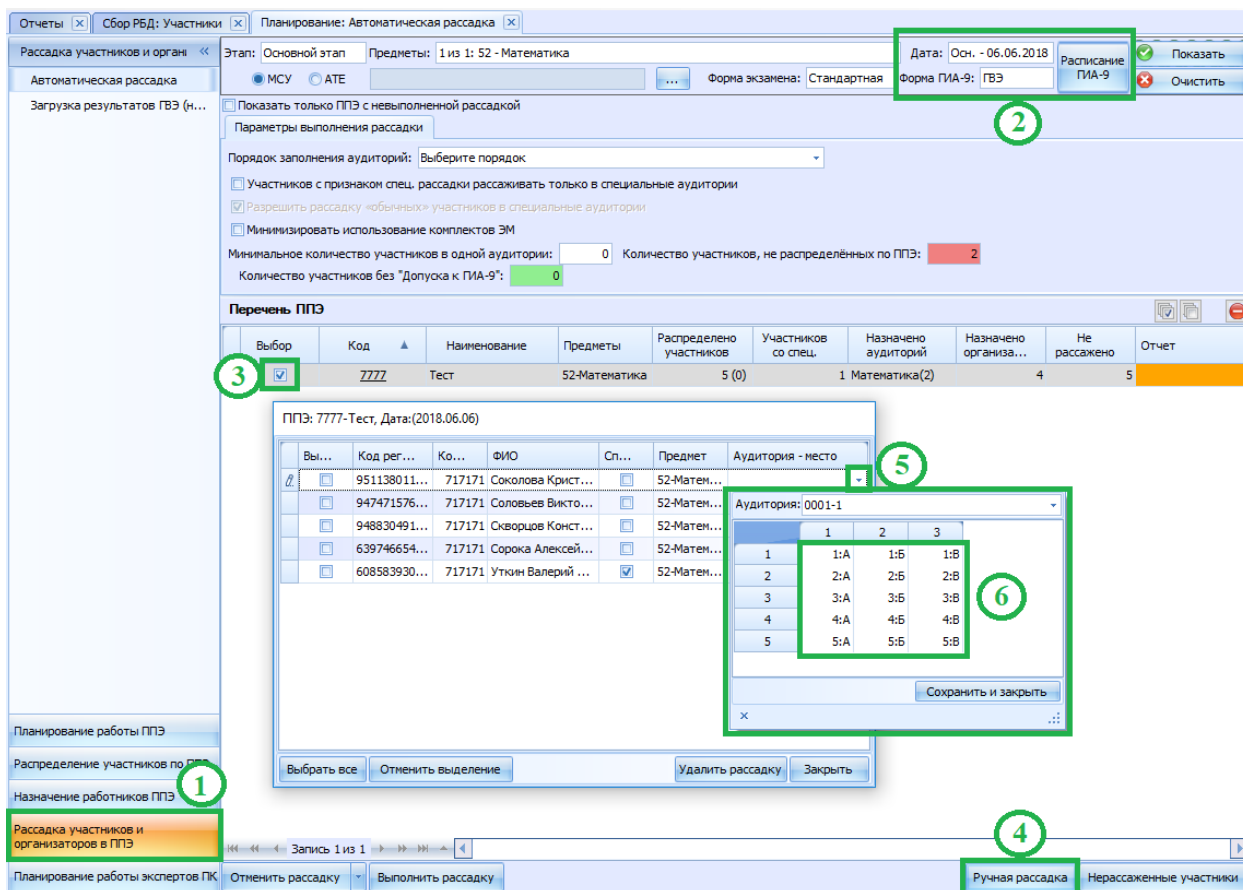 Отчеты Сбор РБД: Участники Планирование: Автоматическая рассадка
Рассадка участников и органи «
Автоматическая рассадка
Загрузка результатов ГВЭ (н...
Этап: Основной этап Предметы: 1 из 1: 52 - Математика Дата: Осн. - 06.06.2018 Расписание ГИА-9 Показать
МСУ АТЕ ... Форма экзамена: Стандартная Форма ГИА-9: ГВЭ Очистить
2
Показать только ППЭ с невыполненной рассадкой
Параметры выполнения рассадки
Порядок заполнения аудиторий: Выберите порядок
Участников с признаком спец. рассадки рассаживать только в специальные аудитории
Разрешить рассадку «обычных» участников в специальные аудитории
Минимизировать использование комплектов ЭМ
Минимальное количество участников в одной аудитории: 0 Количество участников, не распределённых по ППЭ: 2
Количество участников без "Допуска к ГИА-9": 0
Перечень ППЭ
Выбор Код Наименование Предметы Распределено участников Участников со спец. Назначено аудиторий Назначено организа... Не рассажено Отчет
3 7777 Тест 52-Математика 5 (0) 1 Математика(2) 4 5
ППЭ: 7777-Тест, Дата:(2018.06.06)
Вы... Код рег... Ко... ФИО Сп... Предмет Аудитория - место
951138011... 717171 Соколова Крист... 52-Матем...
947471576... 717171 Соловьев Викто... 52-Матем...
948830491... 717171 Скворцов Конст... 52-Матем...
639746654... 717171 Сорока Алексей... 52-Матем...
608583930... 717171 Уткин Валерий ... 52-Матем...
5
Аудитория: 0001-1
1 2 3
1 1:А 1:Б 1:В
2 2:А 2:Б 2:В
3 3:А 3:Б 3:В
4 4:А 4:Б 4:В
5 5:А 5:Б 5:В
6
Сохранить и закрыть
Выбрать все Отменить выделение Удалить рассадку Закрыть
Планирование работы ППЭ
Распределение участников по
Назначение работников ППЭ
1
Рассадка участников и
организаторов в ППЭ
Планирование работы экспертов ПК
Запись 1 из 1
4
Отменить рассадку Выполнить рассадку Ручная рассадка Нерассаженные участники